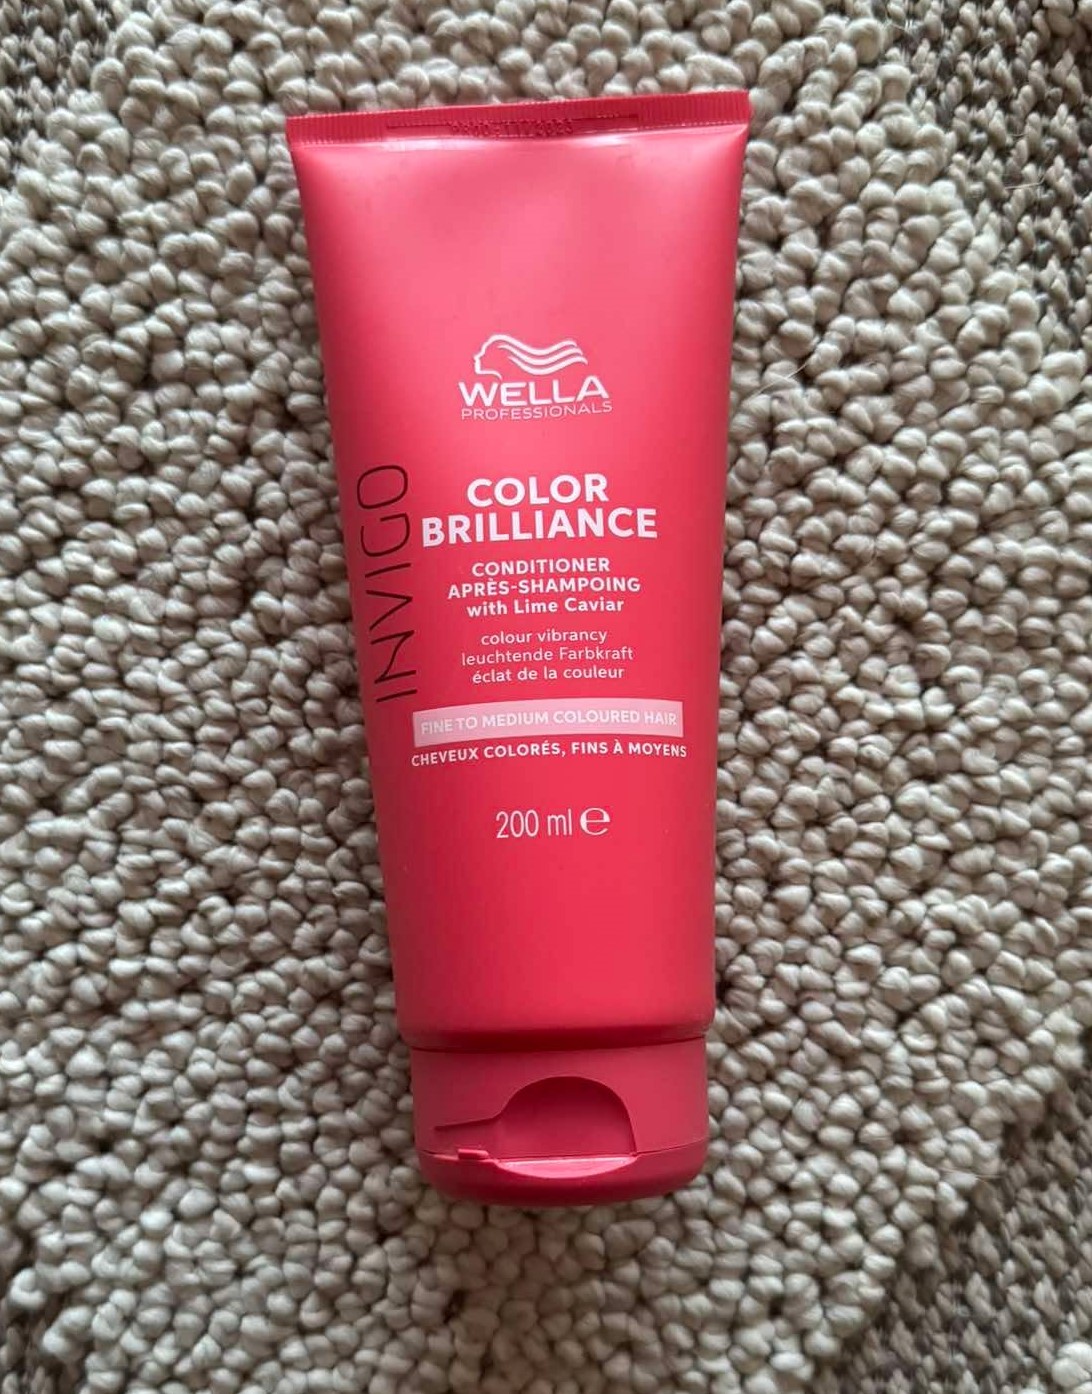 WELLA
PROFESSIONALS
INVIGO
COLOR
BRILLIANCE
CONDITIONER
APRÈS-SHAMPOING
with Lime Caviar
colour vibrancy
leuchtende Farbkraft
éclat de la couleur
FINE TO MEDIUM COLOURED HAIR
CHEVEUX COLORÉS, FINS À MOYENS
200 ml ℮